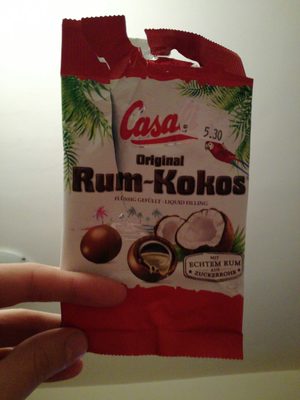 Casa
5.30
Original
Rum-Kokos
FLÜSSIG GEFÜLLT · LIQUID FILLING
MIT
ECHTEM RUM
AUS
ZUCKERROHR